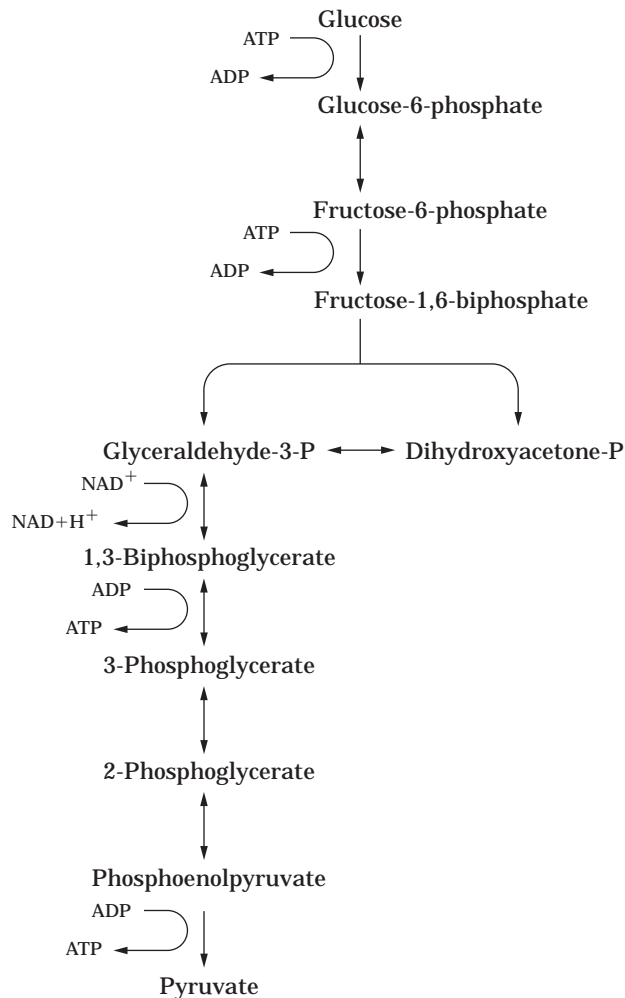 Glucose
ATP
ADP
Glucose-6-phosphate
Fructose-6-phosphate
ATP
ADP
Fructose-1,6-biphosphate
Glyceraldehyde-3-P
Dihydroxyacetone-P
NAD+
NAD+H+
1,3-Biphosphoglycerate
ADP
ATP
3-Phosphoglycerate
2-Phosphoglycerate
Phosphoenolpyruvate
ADP
ATP
Pyruvate